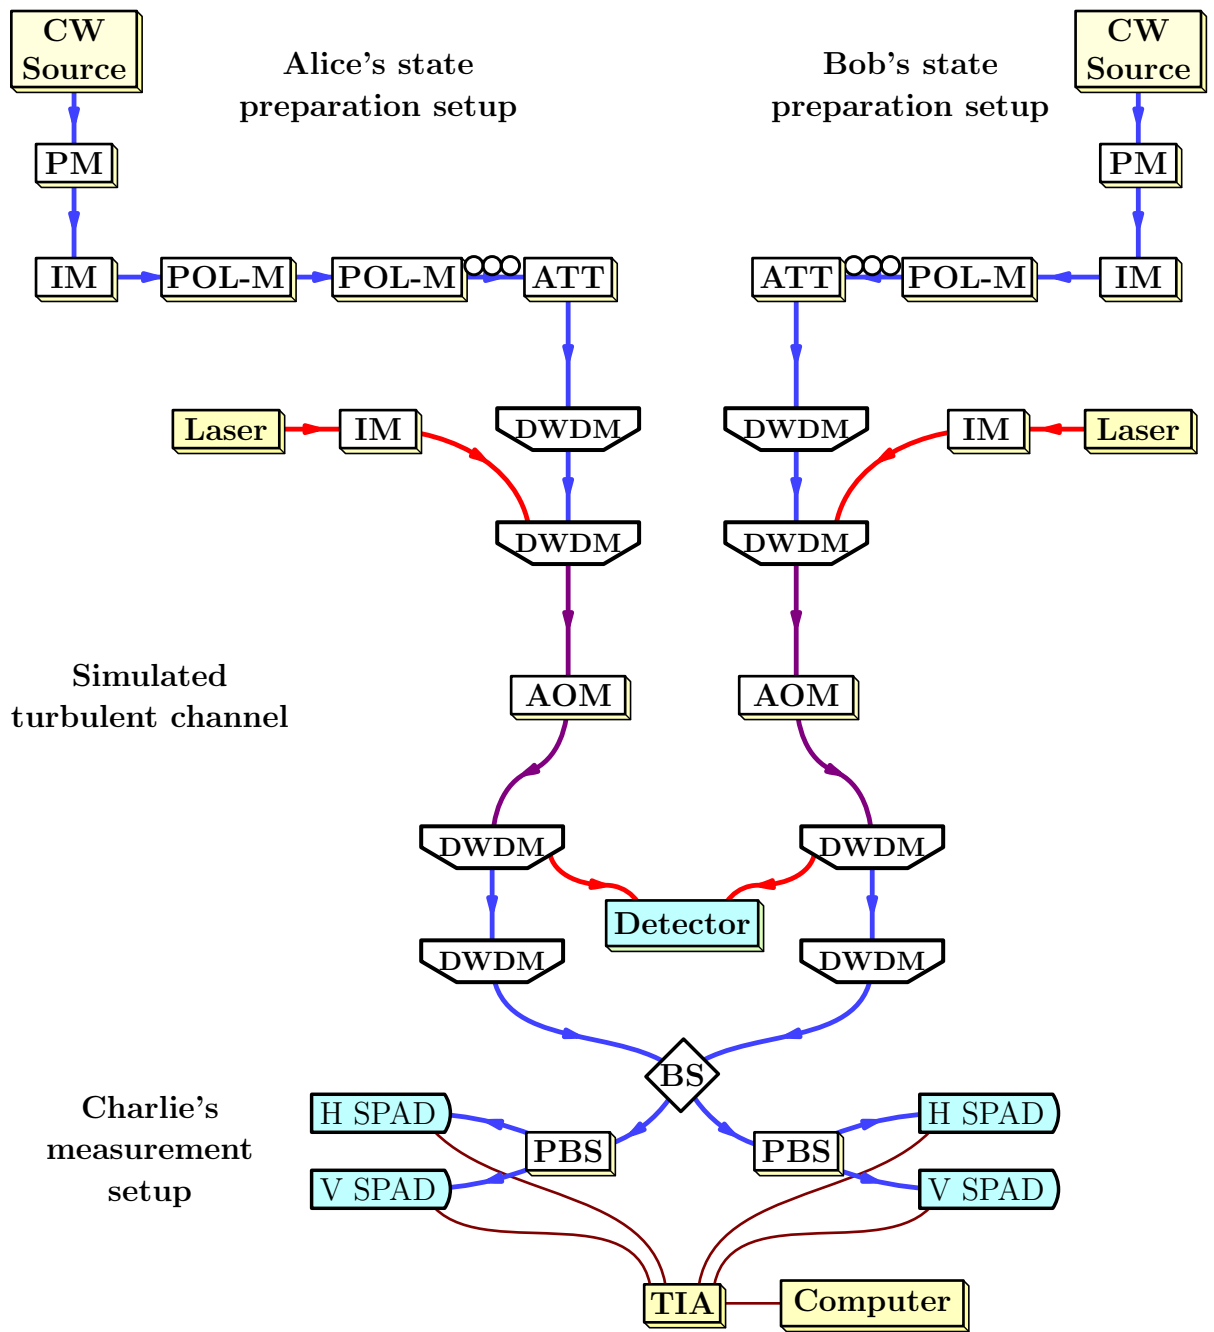 CW
Source
Alice's state
preparation setup
Bob's state
preparation setup
CW
Source
PM
PM
IM
POL-M
POL-M
ATT
ATT
POL-M
IM
Laser
IM
DWDM
DWDM
IM
Laser
DWDM
DWDM
Simulated
turbulent channel
AOM
AOM
DWDM
DWDM
Detector
DWDM
DWDM
BS
Charlie's
measurement
setup
H SPAD
H SPAD
PBS
PBS
V SPAD
V SPAD
TIA
Computer